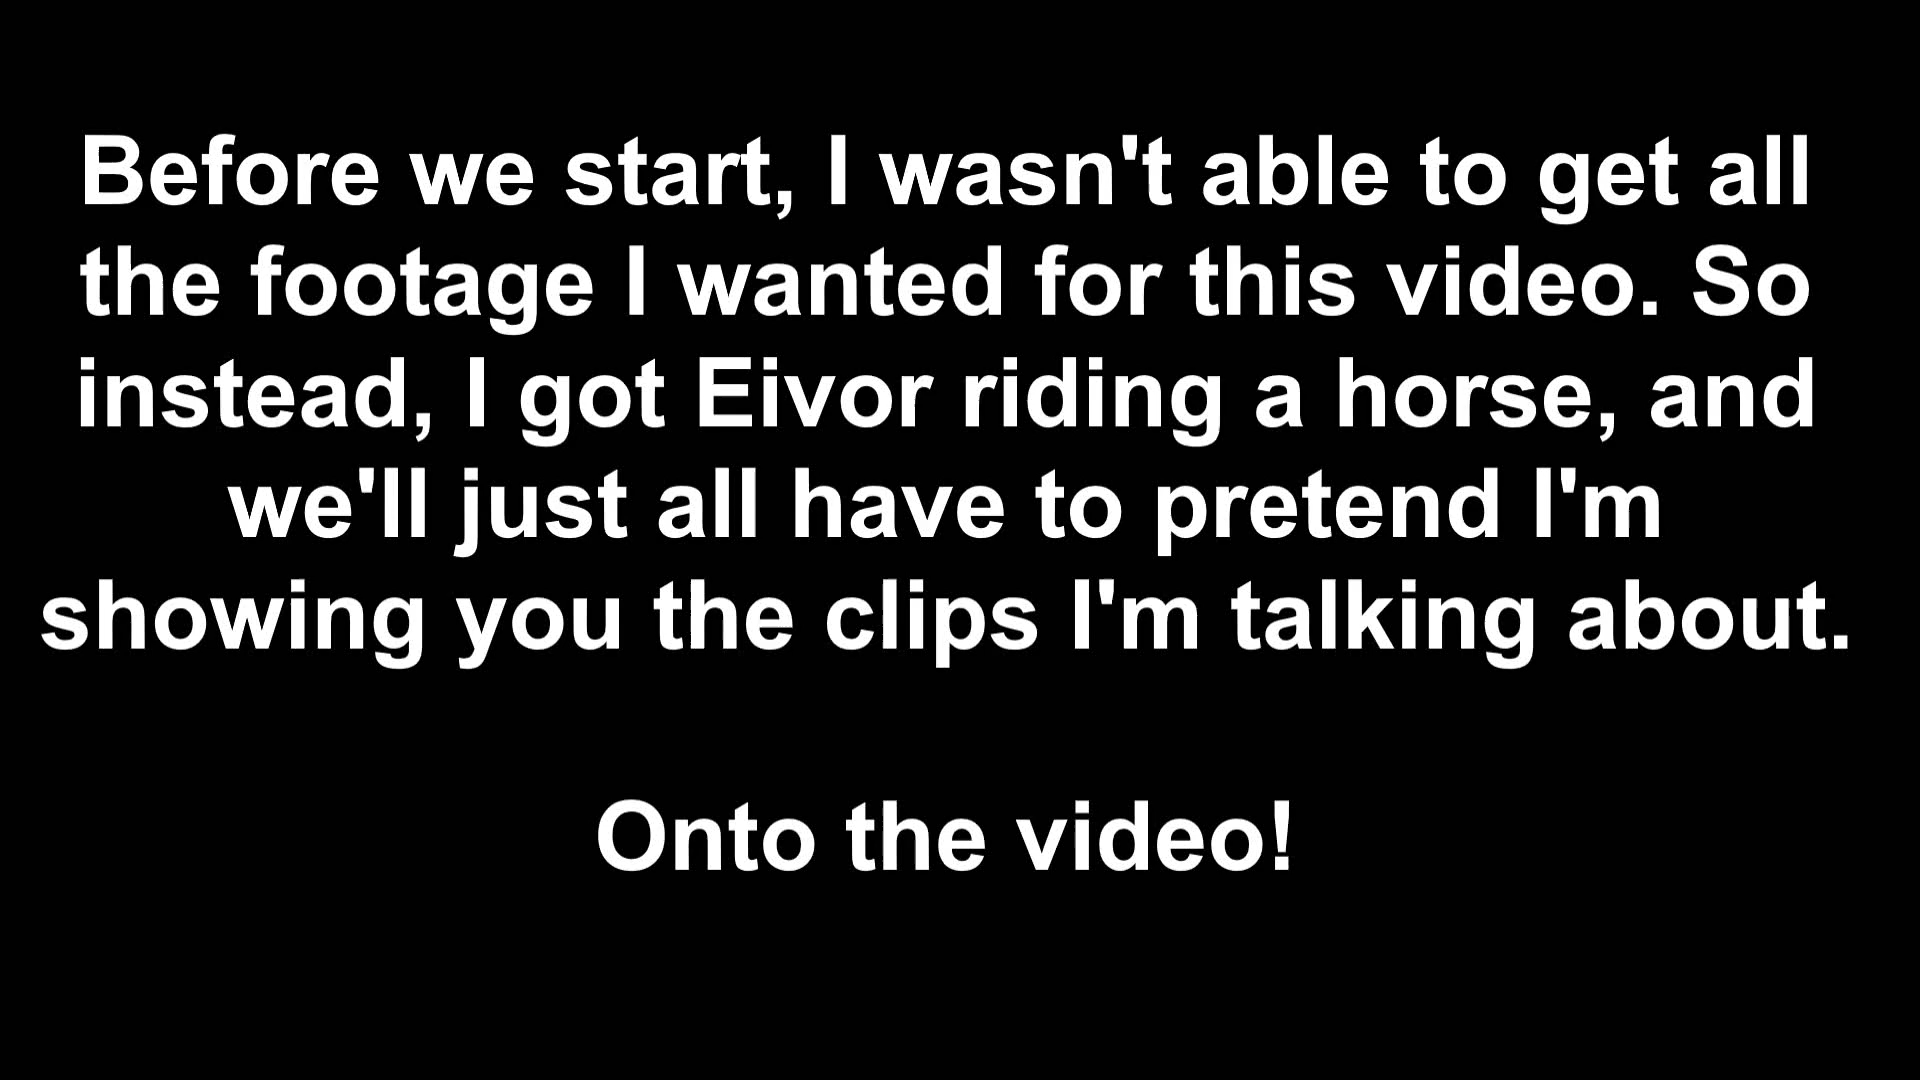 Before we start, I wasn't able to get all
the footage I wanted for this video. So
instead, I got Eivor riding a horse, and
we'll just all have to pretend I'm
showing you the clips I'm talking about.
Onto the video!